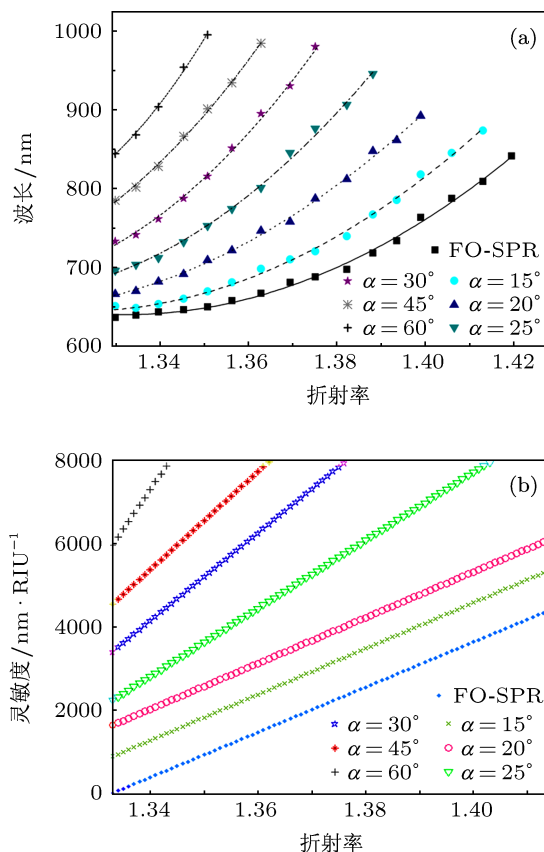 1000
(a)
900
波长/nm
800
700
600
FO-SPR
α = 30°
α = 15°
α = 45°
α = 20°
α = 60°
α = 25°
1.34
1.36
1.38
1.40
1.42
折射率
8000
(b)
6000
灵敏度/nm · RIU⁻¹
4000
2000
0
FO-SPR
α = 30°
α = 15°
α = 45°
α = 20°
α = 60°
α = 25°
1.34
1.36
1.38
1.40
折射率